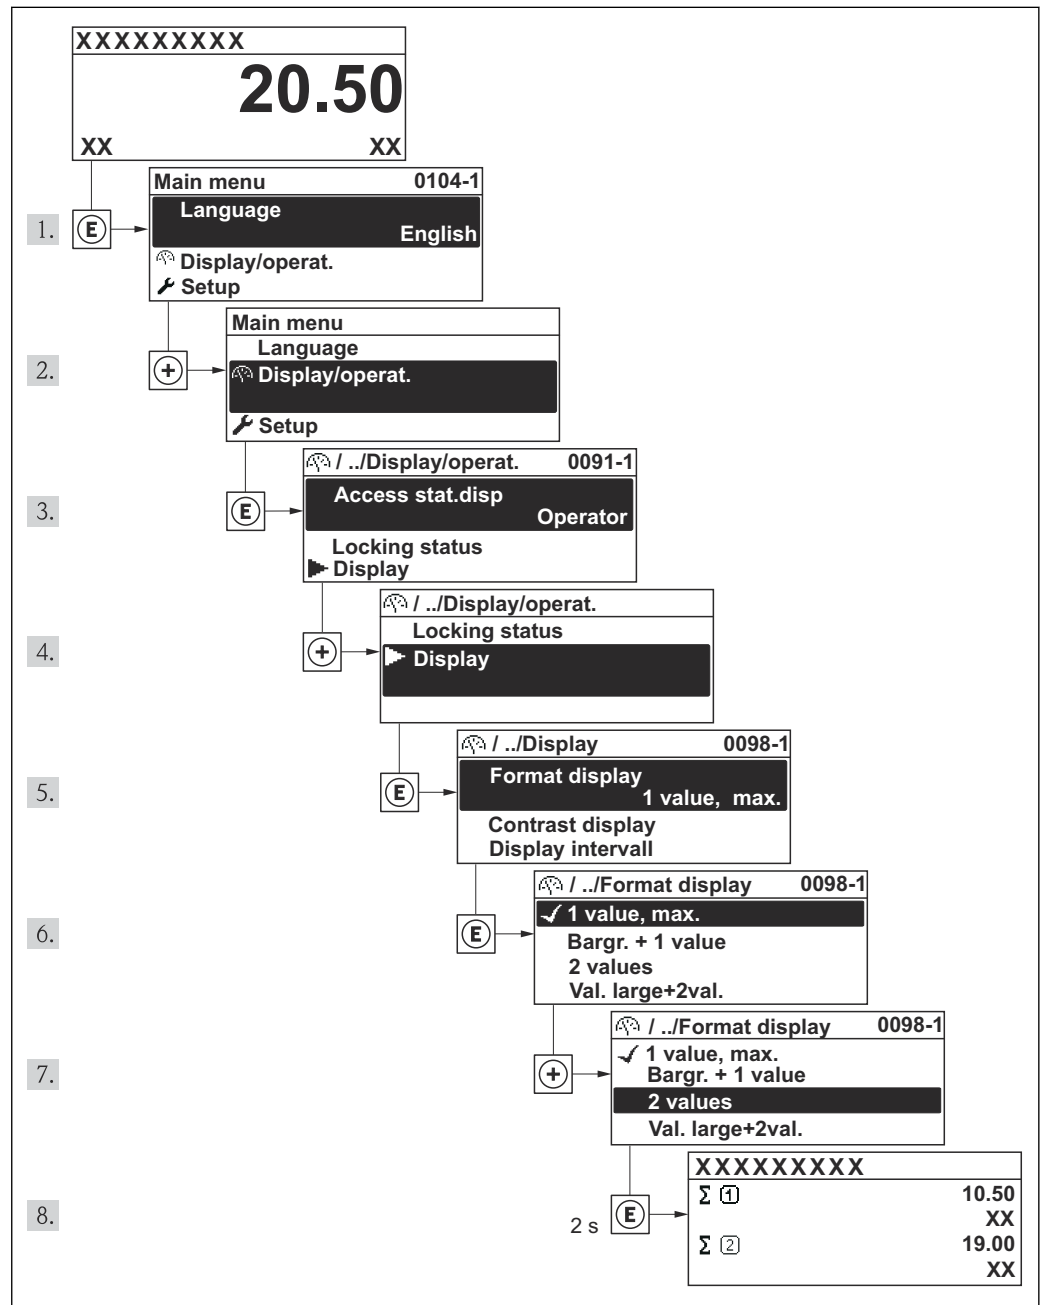 XXXXXXXXX
20.50
XX XX
Main menu 0104-1
Language
1. E English
Display/operat.
Setup
Main menu
Language
2. + Display/operat.
Setup
/ ../Display/operat. 0091-1
Access stat.disp
3. E Operator
Locking status
Display
/ ../Display/operat.
Locking status
4. + Display
/ ../Display 0098-1
Format display
5. E 1 value, max.
Contrast display
Display intervall
/ ../Format display 0098-1
✓ 1 value, max.
6. E Bargr. + 1 value
2 values
Val. large+2val.
/ ../Format display 0098-1
✓ 1 value, max.
7. + Bargr. + 1 value
2 values
Val. large+2val.
XXXXXXXXX
Σ 1 10.50
8. 2 s E XX
Σ 2 19.00
XX